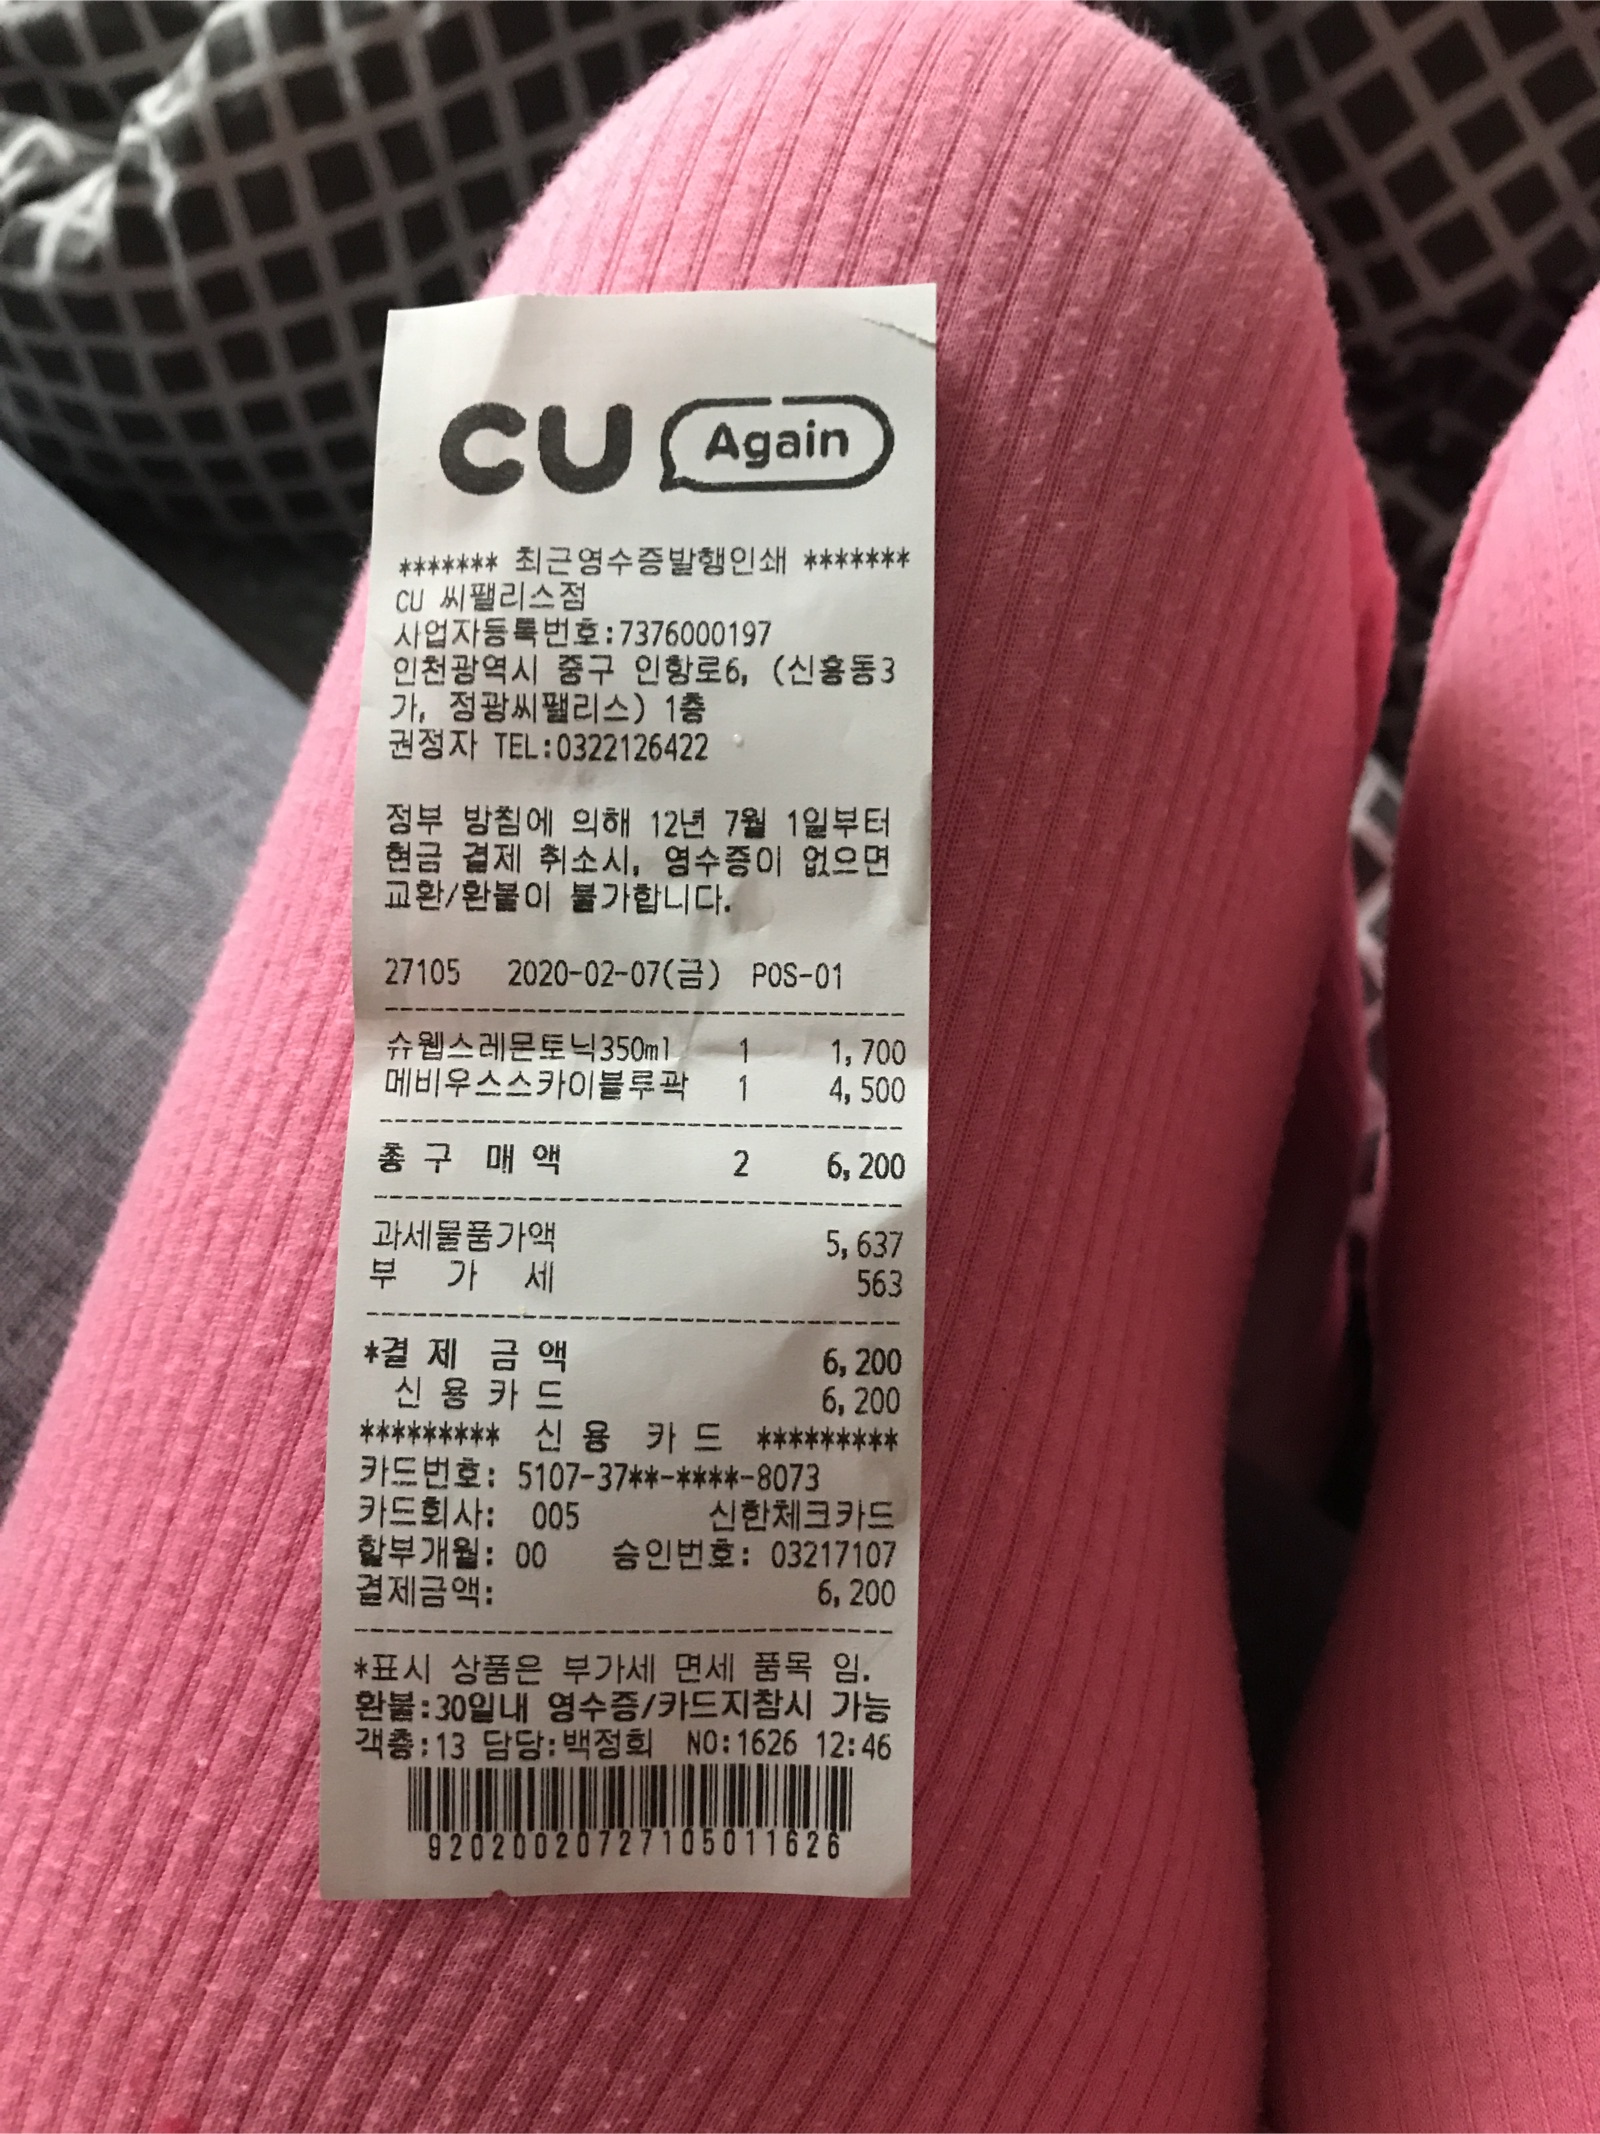 CU Again
******* 최근영수증발행인쇄 *******
CU 씨팰리스점
사업자등록번호:7376000197
인천광역시 중구 인항로6, (신흥동3
가, 정광씨팰리스) 1층
권정자 TEL:0322126422
정부 방침에 의해 12년 7월 1일부터
현금 결제 취소시, 영수증이 없으면
교환/환불이 불가합니다.
27105 2020-02-07(금) POS-01
슈웹스레몬토닉350ml 1 1,700
메비우스스카이블루곽 1 4,500
총 구 매 액 2 6,200
과세물품가액 5,637
부 가 세 563
*결 제 금 액 6,200
신 용 카 드 6,200
********* 신 용 카 드 *********
카드번호: 5107-37**-****-8073
카드회사: 005 신한체크카드
할부개월: 00 승인번호: 03217107
결제금액: 6,200
*표시 상품은 부가세 면세 품목 임.
환불:30일내 영수증/카드지참시 가능
객층:13 담당:백정희 NO:1626 12:46
92020020727105011626